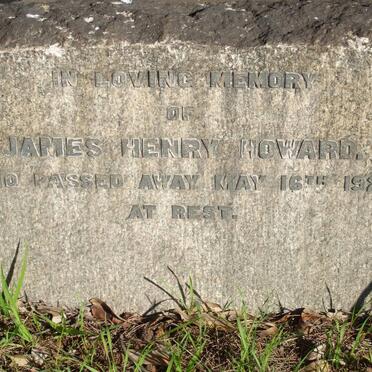 IN LOVING MEMORY
OF
JAMES HENRY HOWARD.
PASSED AWAY MAY 16TH
AT REST.